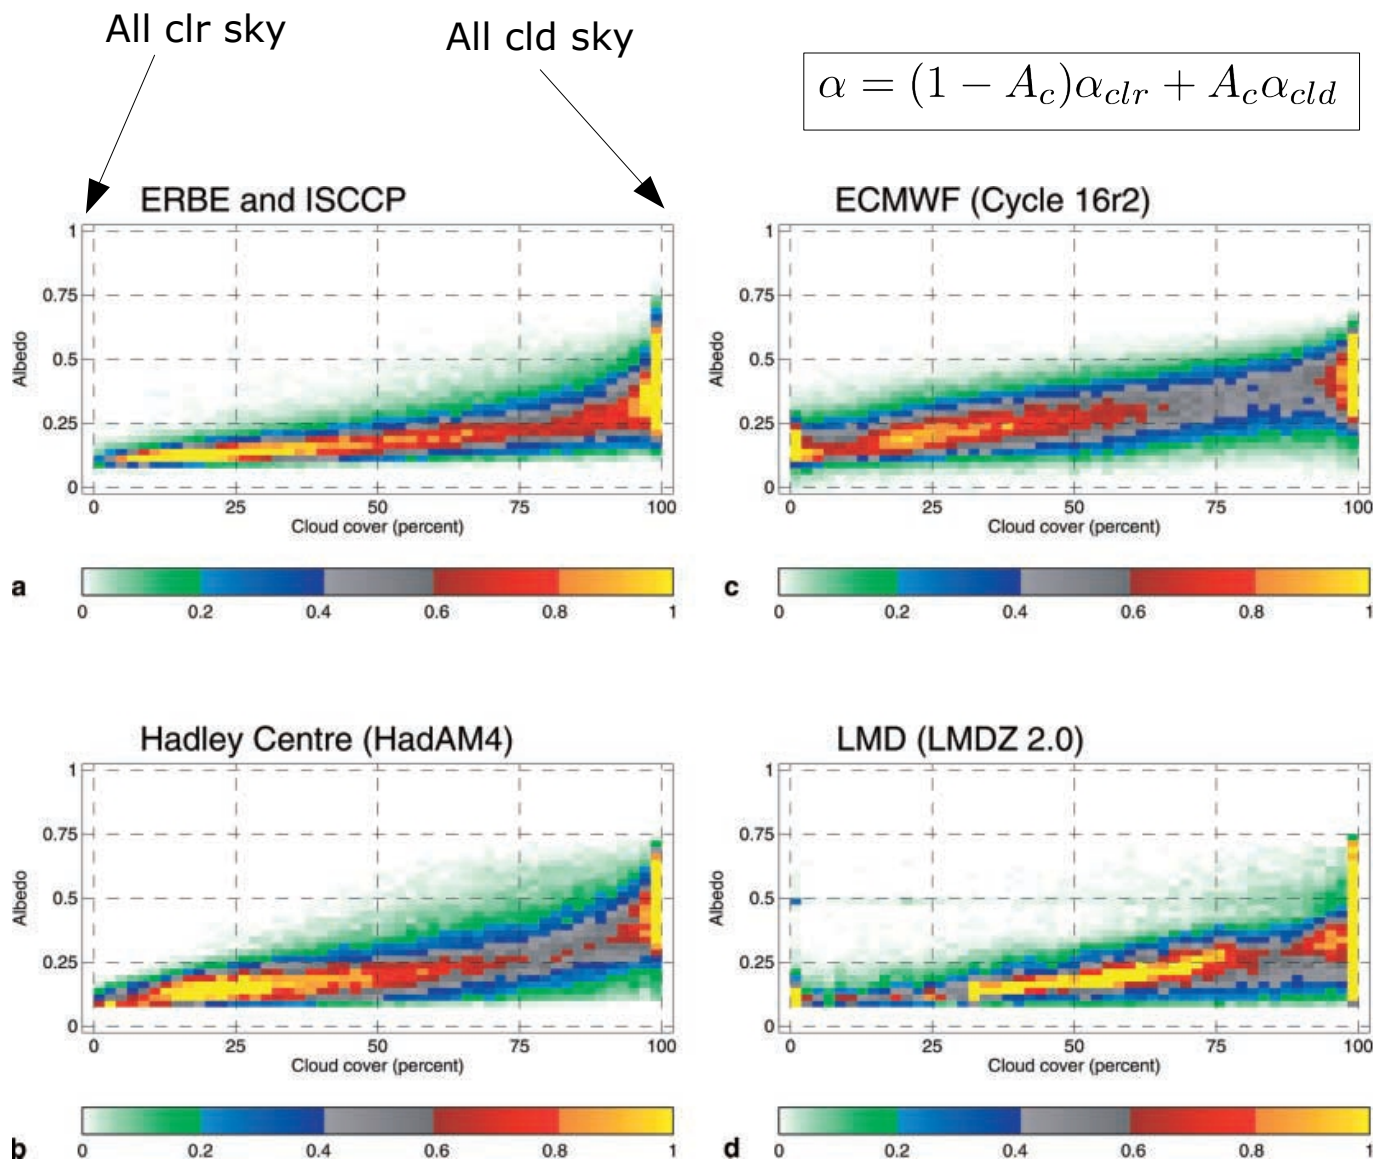 All clr sky
All cld sky
α = (1 − A_c)α_clr + A_cα_cld
ERBE and ISCCP
1
0.75
0.5
0.25
0
Albedo
0 25 50 75 100
Cloud cover (percent)
a
0 0.2 0.4 0.6 0.8 1
ECMWF (Cycle 16r2)
1
0.75
0.5
0.25
0
Albedo
0 25 50 75 100
Cloud cover (percent)
c
0 0.2 0.4 0.6 0.8 1
Hadley Centre (HadAM4)
1
0.75
0.5
0.25
0
Albedo
0 25 50 75 100
Cloud cover (percent)
b
0 0.2 0.4 0.6 0.8 1
LMD (LMDZ 2.0)
1
0.75
0.5
0.25
0
Albedo
0 25 50 75 100
Cloud cover (percent)
d
0 0.2 0.4 0.6 0.8 1